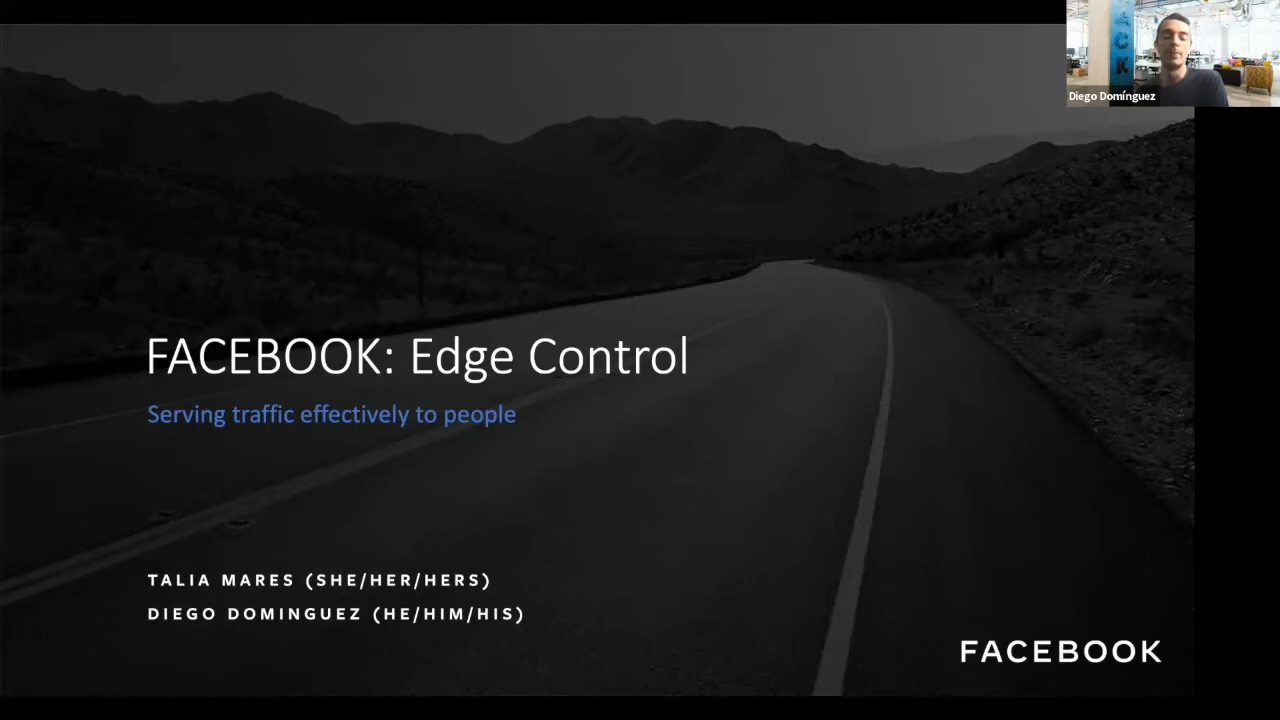 ACK
Diego Domínguez
FACEBOOK: Edge Control
Serving traffic effectively to people
TALIA MARES (SHE/HER/HERS)
DIEGO DOMINGUEZ (HE/HIM/HIS)
FACEBOOK